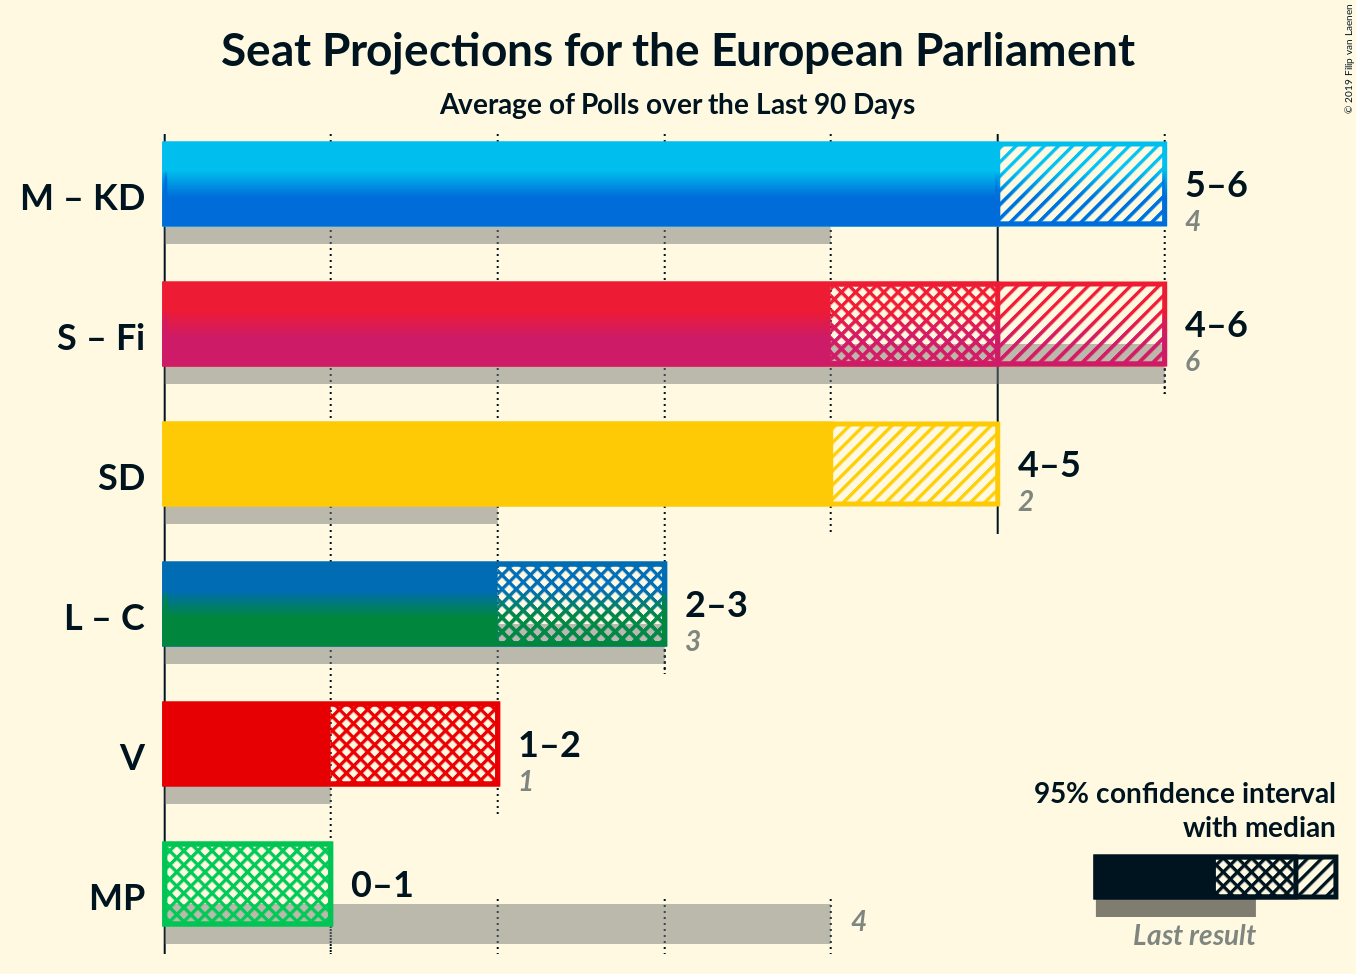 Seat Projections for the European Parliament
Average of Polls over the Last 90 Days
© 2019 Filip van Laenen
M – KD
5–6
4
S – Fi
4–6
6
SD
4–5
2
L – C
2–3
3
V
1–2
1
MP
0–1
4
95% confidence interval
with median
Last result